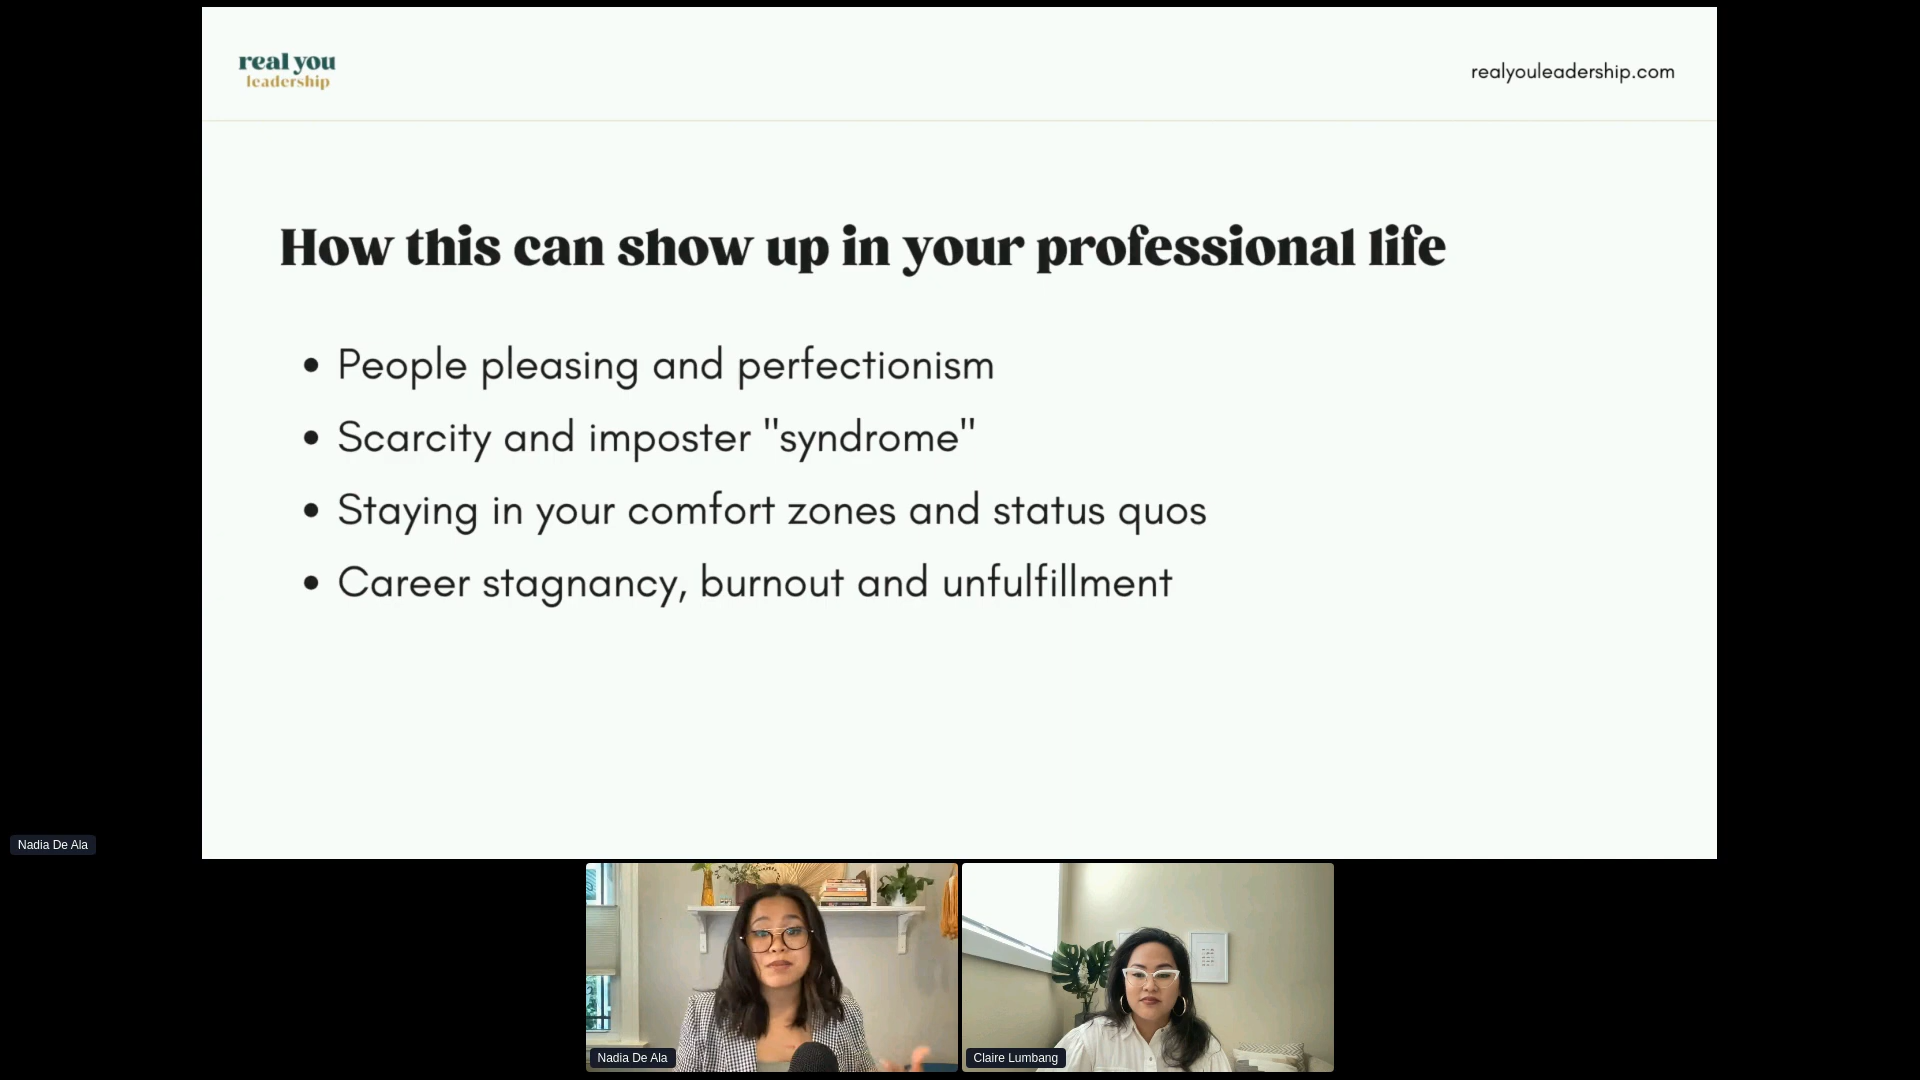 real you
leadership
realyouleadership.com
How this can show up in your professional life
• People pleasing and perfectionism
• Scarcity and imposter "syndrome"
• Staying in your comfort zones and status quos
• Career stagnancy, burnout and unfulfillment
Nadia De Ala
Nadia De Ala
Claire Lumbang